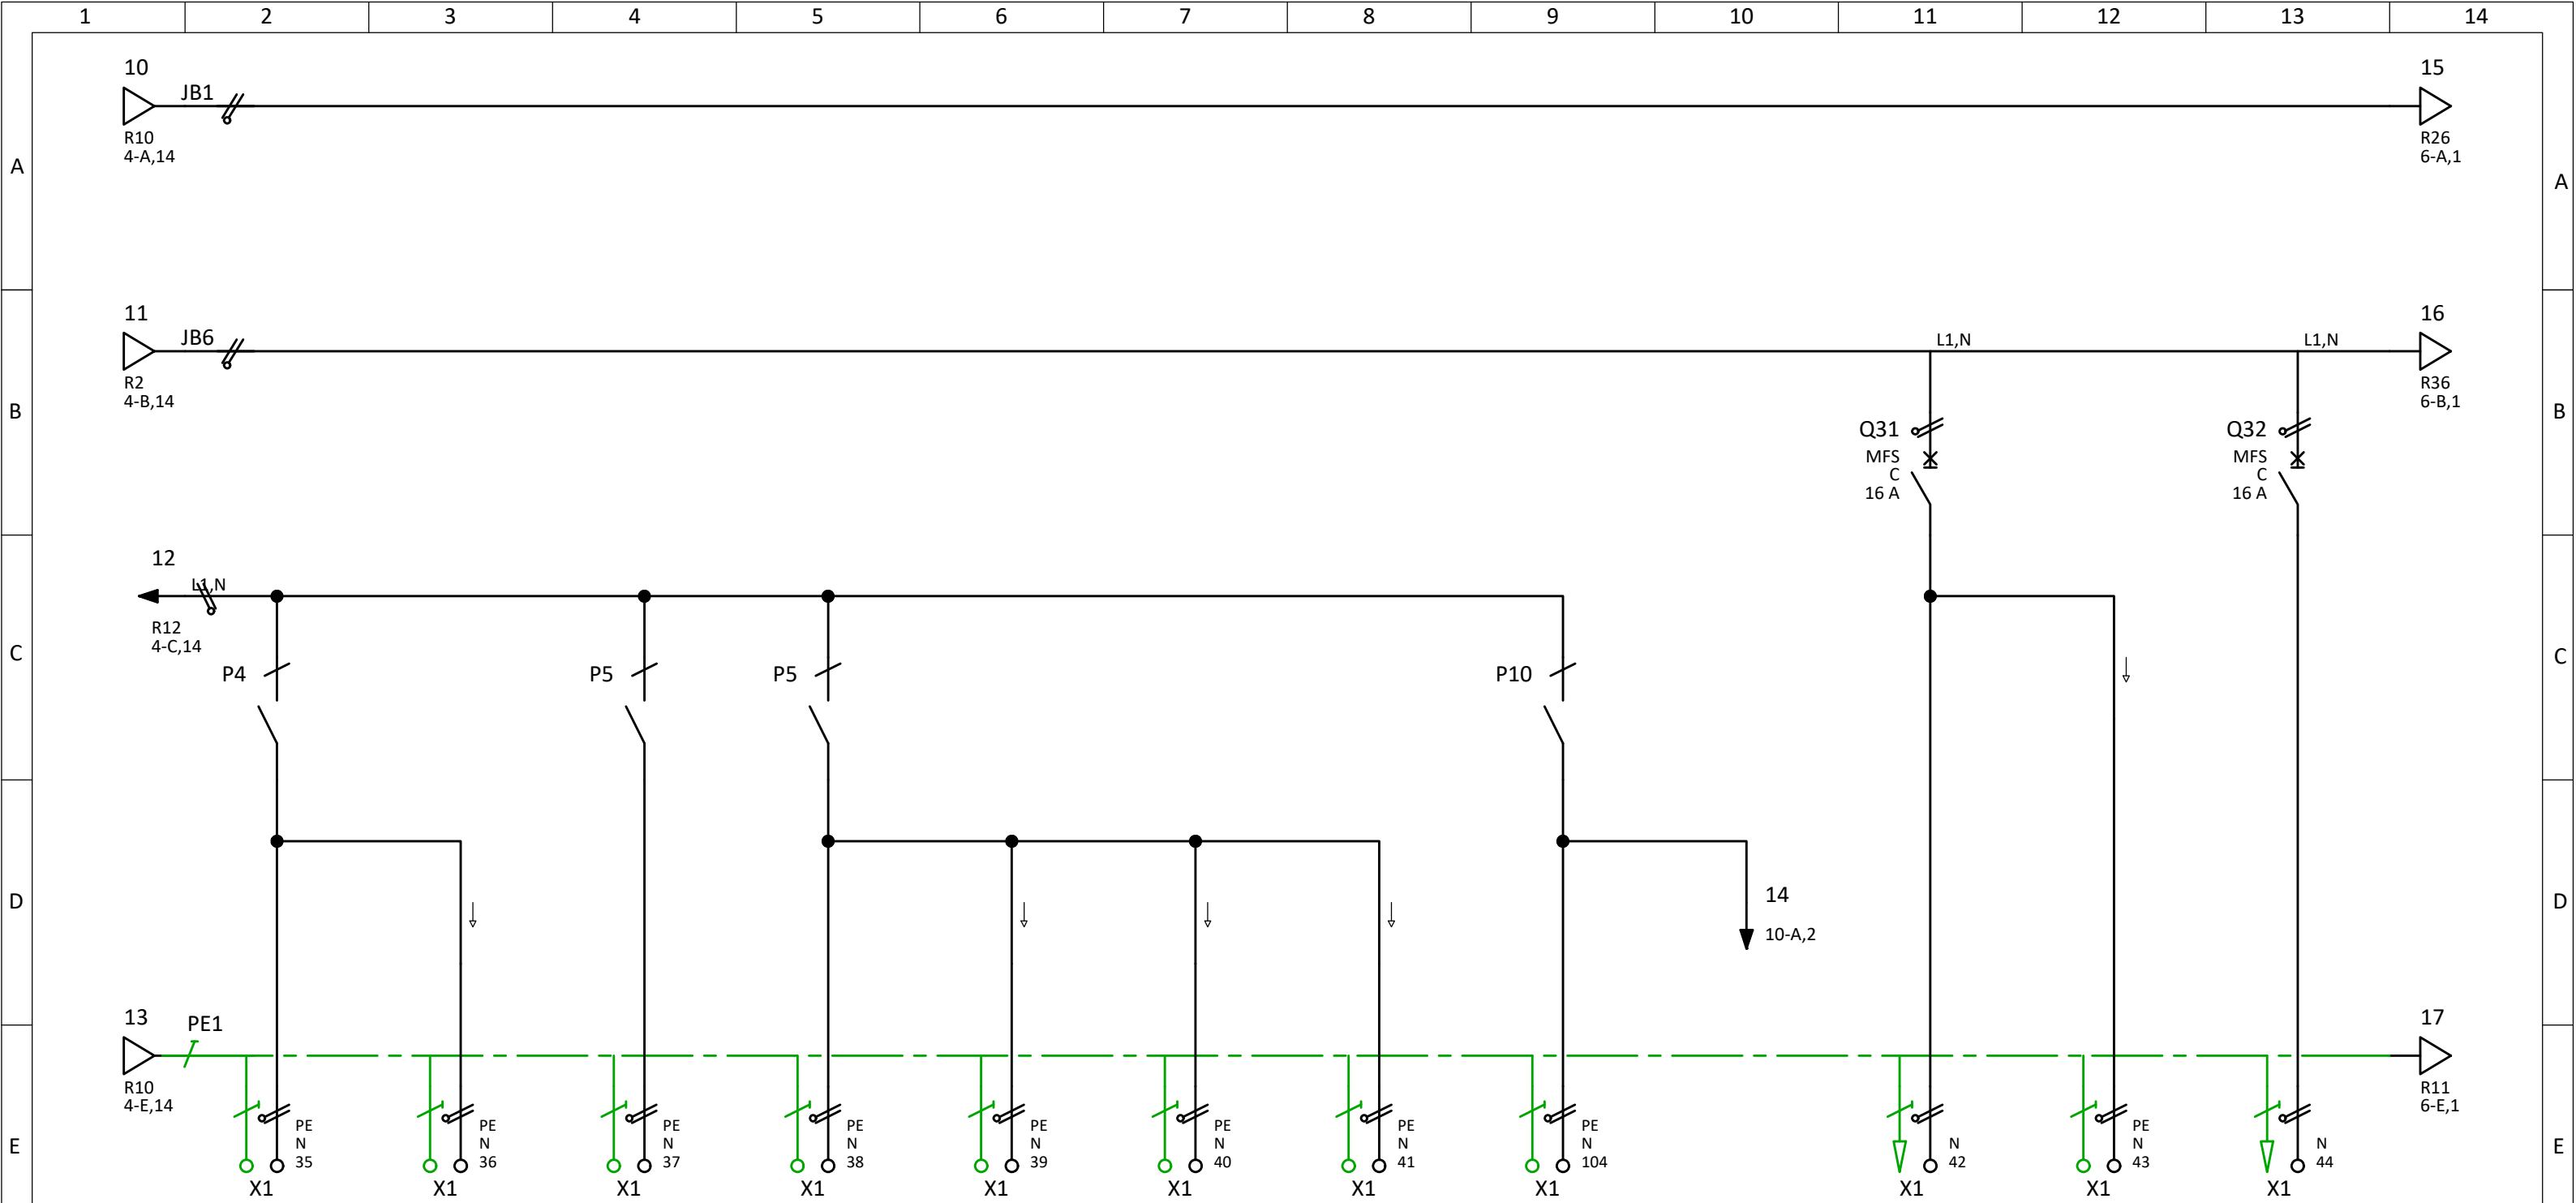 1 2 3 4 5 6 7 8 9 10 11 12 13 14
10 15
JB1
R10 R26
4-A,14 6-A,1
A A
11 16
JB6 L1,N L1,N
R2 R36
4-B,14 6-B,1
B B
Q31 Q32
MFS MFS
C C
16 A 16 A
12
L1,N
R12
4-C,14
C C
P4 P5 P5 P10
14
D D
10-A,2
13 17
PE1
R10 R11
4-E,14 6-E,1
PE PE PE PE PE PE PE PE PE
E N N N N N N N N N N N E
35 36 37 38 39 40 41 104 42 43 44
X1 X1 X1 X1 X1 X1 X1 X1 X1 X1 X1